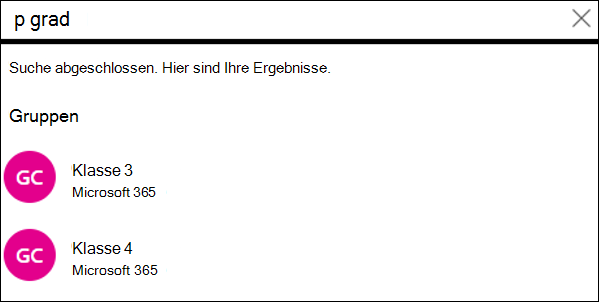 p grad
Suche abgeschlossen. Hier sind Ihre Ergebnisse.
Gruppen
GC
Klasse 3
Microsoft 365
GC
Klasse 4
Microsoft 365